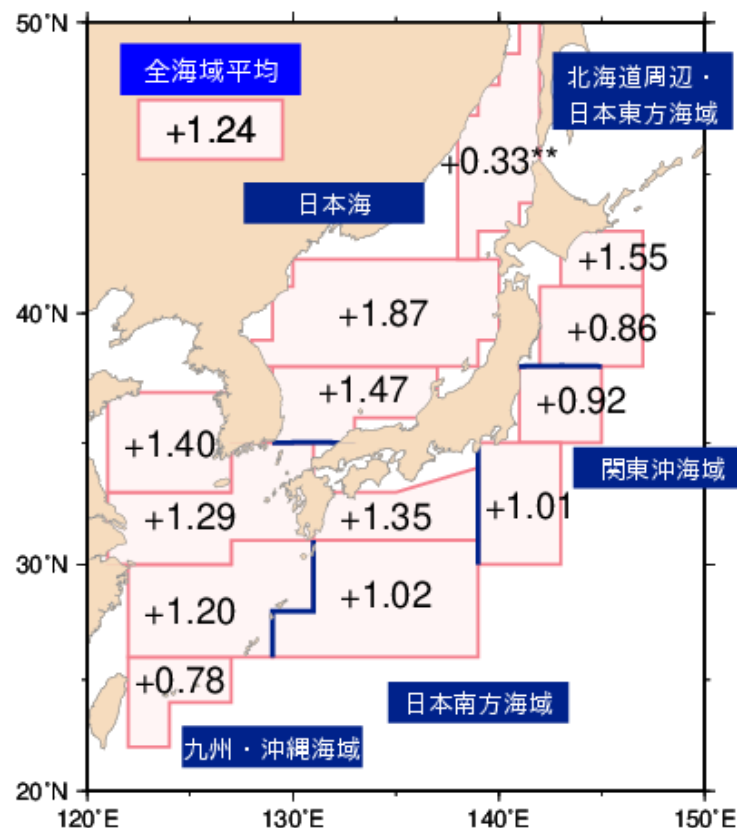 50°N
全海域平均
+1.24
北海道周辺・
日本東方海域
+0.33**
日本海
+1.55
40°N
+1.87
+0.86
+1.47
+0.92
+1.40
関東沖海域
+1.29
+1.35
+1.01
30°N
+1.20
+1.02
+0.78
日本南方海域
九州・沖縄海域
20°N
120°E
130°E
140°E
150°E